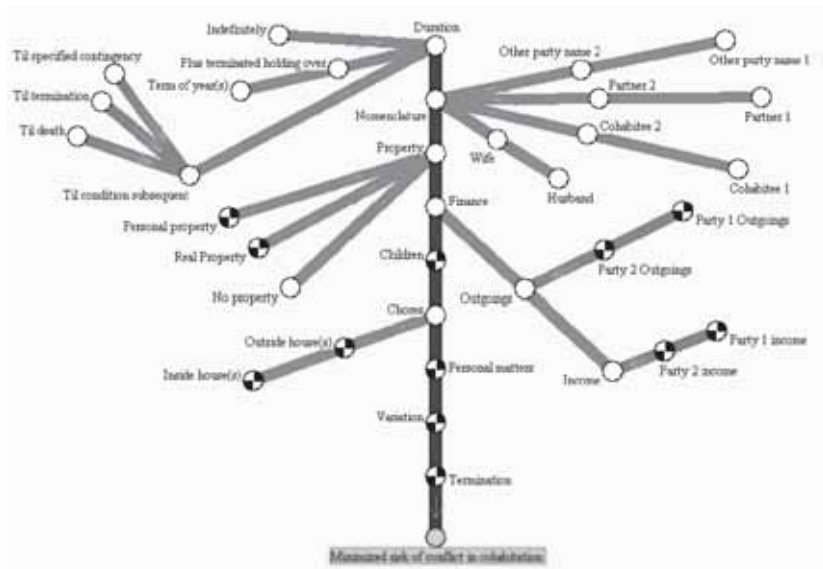 Indefinitely
Duration
Til specified contingency
Plus terminated holding over
Other party name 2
Other party name 1
Term of year(s)
Til termination
Nomenclature
Partner 2
Partner 1
Til death
Cohabitee 2
Wife
Property
Til condition subsequent
Husband
Cohabitee 1
Finance
Personal property
Party 1 Outgoings
Real Property
Children
Party 2 Outgoings
No property
Outgoings
Chores
Outside house(s)
Party 1 income
Inside house(s)
Personal matters
Party 2 income
Income
Variation
Termination
Minimized risk of conflict in cohabitation